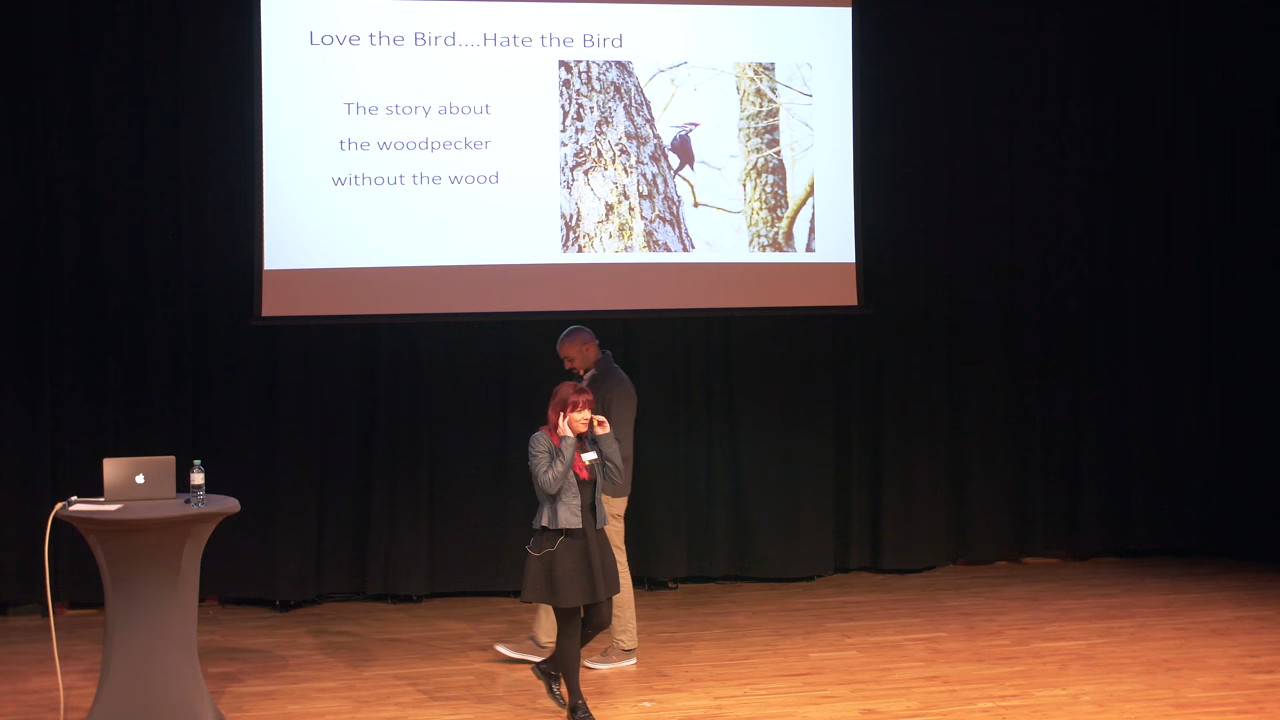 Love the Bird....Hate the Bird
The story about
the woodpecker
without the wood